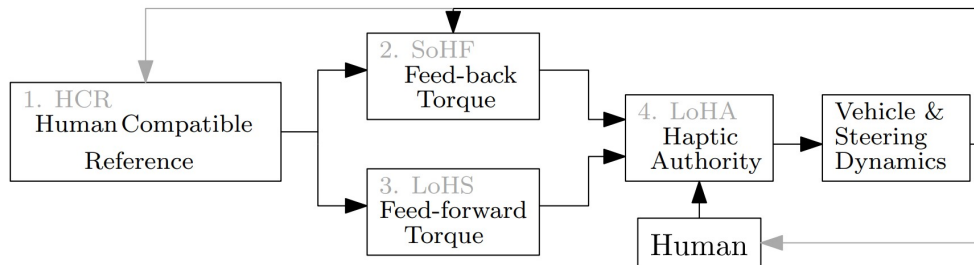 1. HCR
Human Compatible
Reference
2. SoHF
Feed-back
Torque
3. LoHS
Feed-forward
Torque
4. LoHA
Haptic
Authority
Vehicle &
Steering
Dynamics
Human